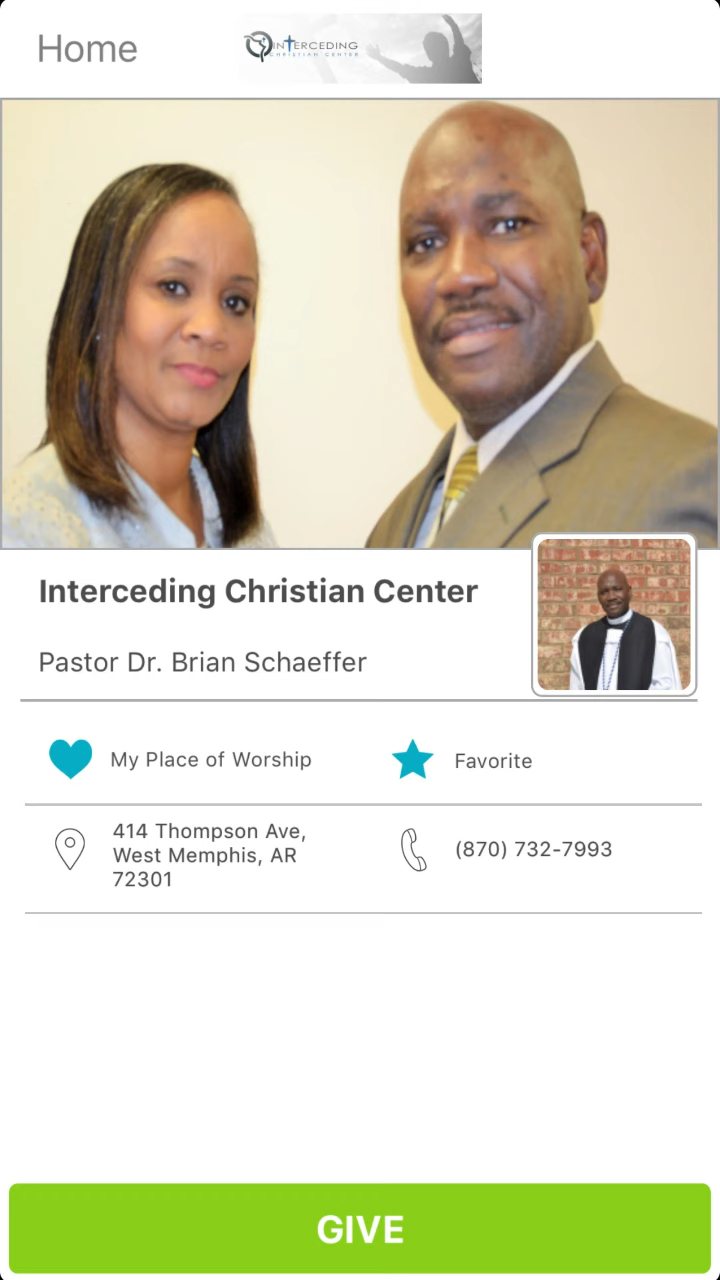 Home
INTERCEDING
CHRISTIAN CENTER
Interceding Christian Center
Pastor Dr. Brian Schaeffer
My Place of Worship
Favorite
414 Thompson Ave,
West Memphis, AR
72301
(870) 732-7993
GIVE